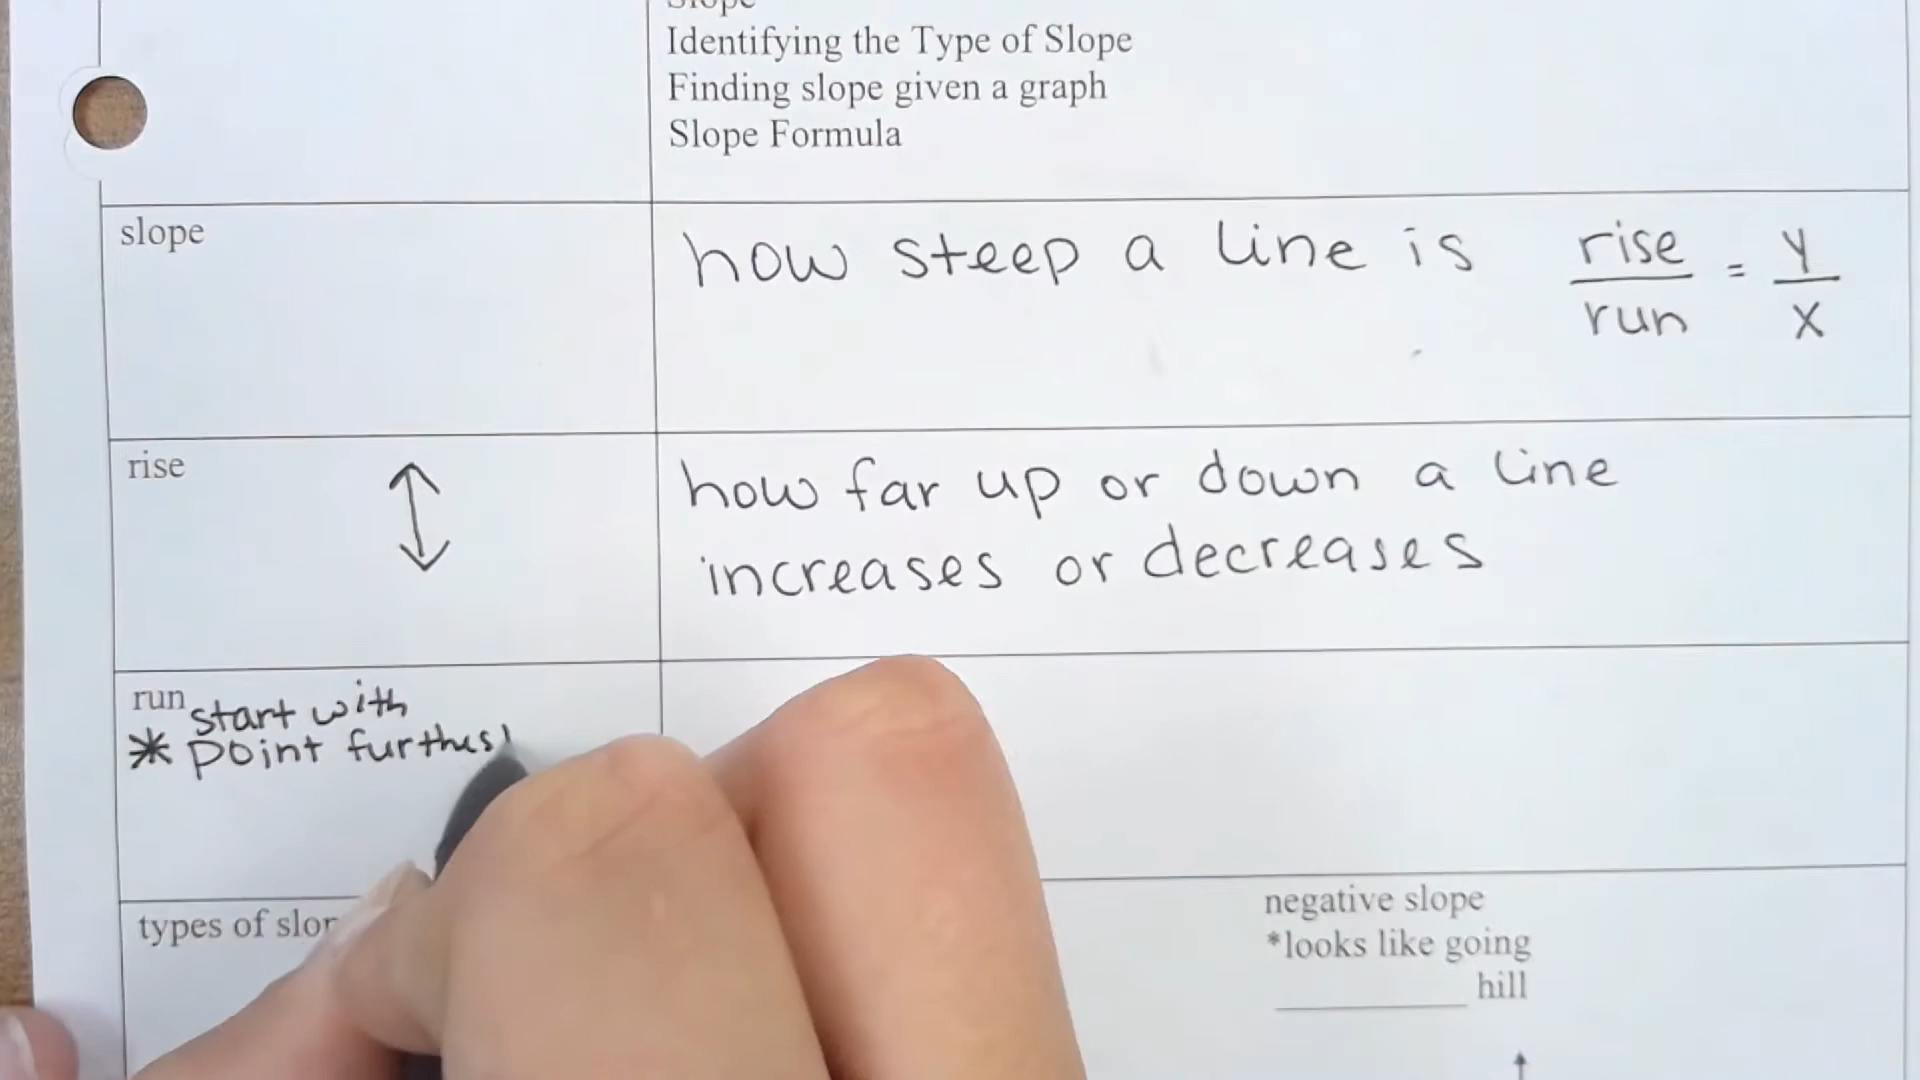 Slope
Identifying the Type of Slope
Finding slope given a graph
Slope Formula
slope
how steep a line is
rise
run
=
y
x
rise
how far up or down a line
increases or decreases
run
start with
* point
types of
negative slope
*looks like going
__________ hill